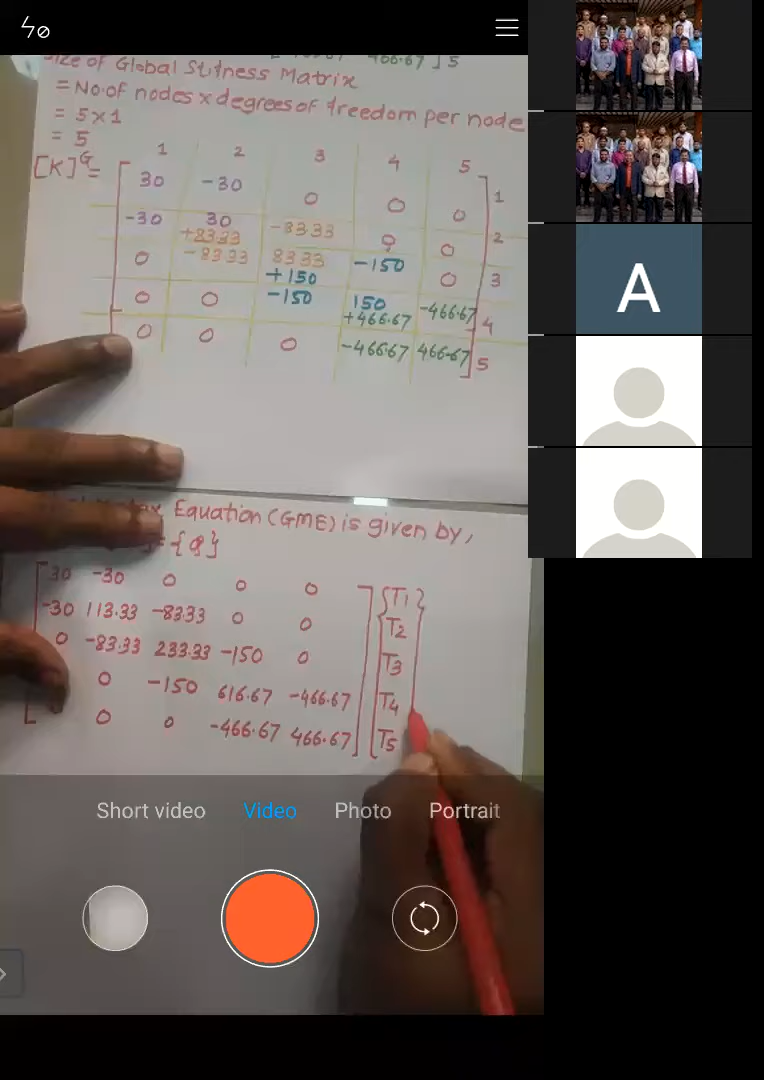 Size of Global Stifness Matrix
= No. of nodes x degrees of freedom per node
= 5 x 1
= 5
1 2 3 4 5
[K]ᴳ=
30 -30 0 0 0 1
-30 30 +83.33 -83.33 0 0 2
0 -83.33 83.33 +150 -150 0 3
0 0 -150 150 +466.67 -466.67 4
0 0 0 -466.67 466.67 5
Equation (GME) is given by,
= {Q}
30 -30 0 0 0 {T1}
-30 113.33 -83.33 0 0 T2
0 -83.33 233.33 -150 0 T3
0 -150 616.67 -466.67 T4
0 0 -466.67 466.67 T5
Short video Video Photo Portrait
A